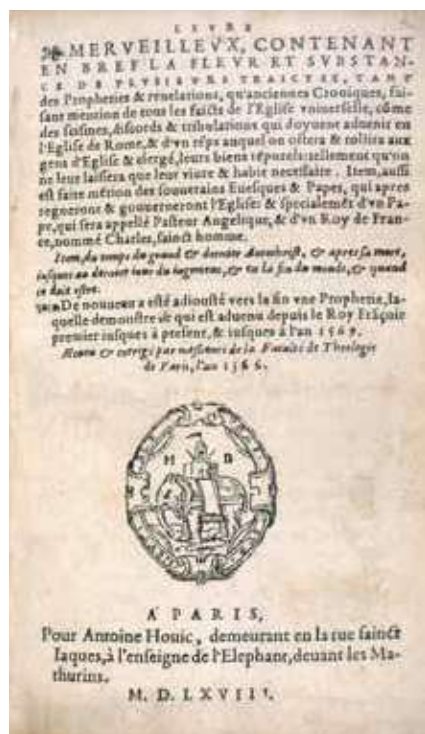 LIVRE
MERVEILLEVX, CONTENANT
EN BREF LA FLEVR ET SVBSTAN-
CE DE PLVSIEVRS TRAICTEZ, TANT
des Propheties & reuelations, qu'anciennes Croniques, fai-
sant mention de tous les faicts de l'Eglise vniuerselle, cõme
des scismes, discords & tribulations qui doyuent aduenir en
l'Eglise de Rome, & d'vn tẽps auquel on ostera & tollira aux
gens d'Eglise & clergé, leurs biens tẽporels: tellement qu'on
ne leur laissera que leur viure & habit necessaire. Item, aussi
est faite mẽtion des souuerains Euesques & Papes, qui apres
regneront & gouuerneront l'Eglise: & specialemẽt d'vn Pa-
pe, qui sera appellé Pasteur Angelique, & d'vn Roy de Fran-
ce, nommé Charles, sainct homme.
Item, du temps du grand & dernier Antechrist, & apres sa mort,
iusques au dernier iour du iugement, & en la fin du monde, & quand
ce doit estre.
De nouueau a esté adiousté vers la fin vne Prophetie, la-
quelle demonstre ce qui est aduenu depuis le Roy Frãçois
premier iusques à present, & iusques à l'an 1569.
Reueu & corrigé par messieurs de la Faculté de Theologie
de Paris, l'an 1566.
H B
A PARIS,
Pour Antoine Houic, demeurant en la rue sainct
Iaques, à l'enseigne de l'Elephant, deuant les Ma-
thurins.
M. D. LXVIII.